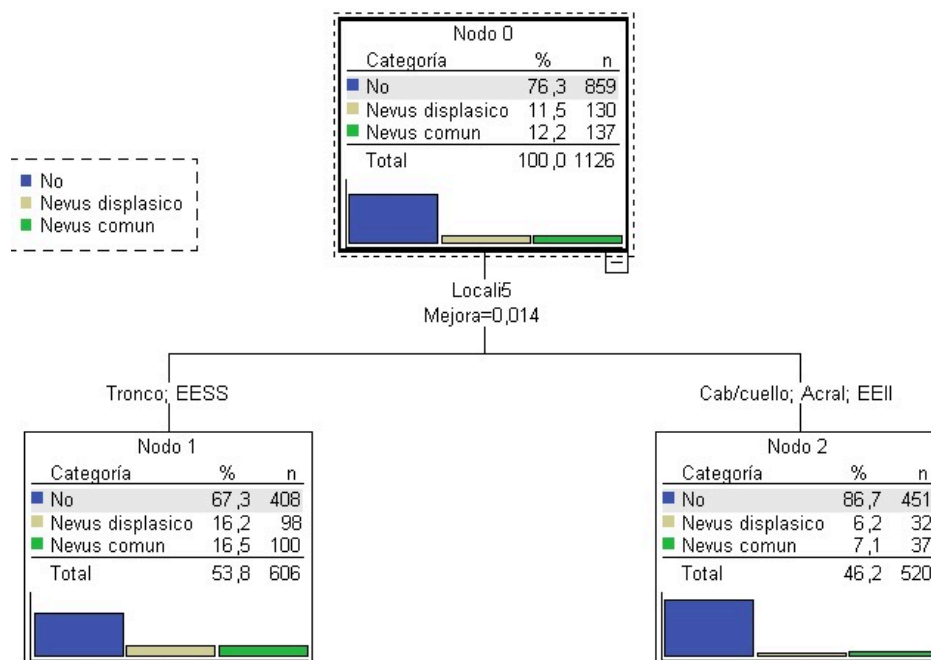 Nodo 0
Categoría % n
No 76,3 859
Nevus displasico 11,5 130
Nevus comun 12,2 137
Total 100,0 1126
No
Nevus displasico
Nevus comun
Locali5
Mejora=0,014
Tronco; EESS
Cab/cuello; Acral; EEII
Nodo 1
Categoría % n
No 67,3 408
Nevus displasico 16,2 98
Nevus comun 16,5 100
Total 53,8 606
Nodo 2
Categoría % n
No 86,7 451
Nevus displasico 6,2 32
Nevus comun 7,1 37
Total 46,2 520